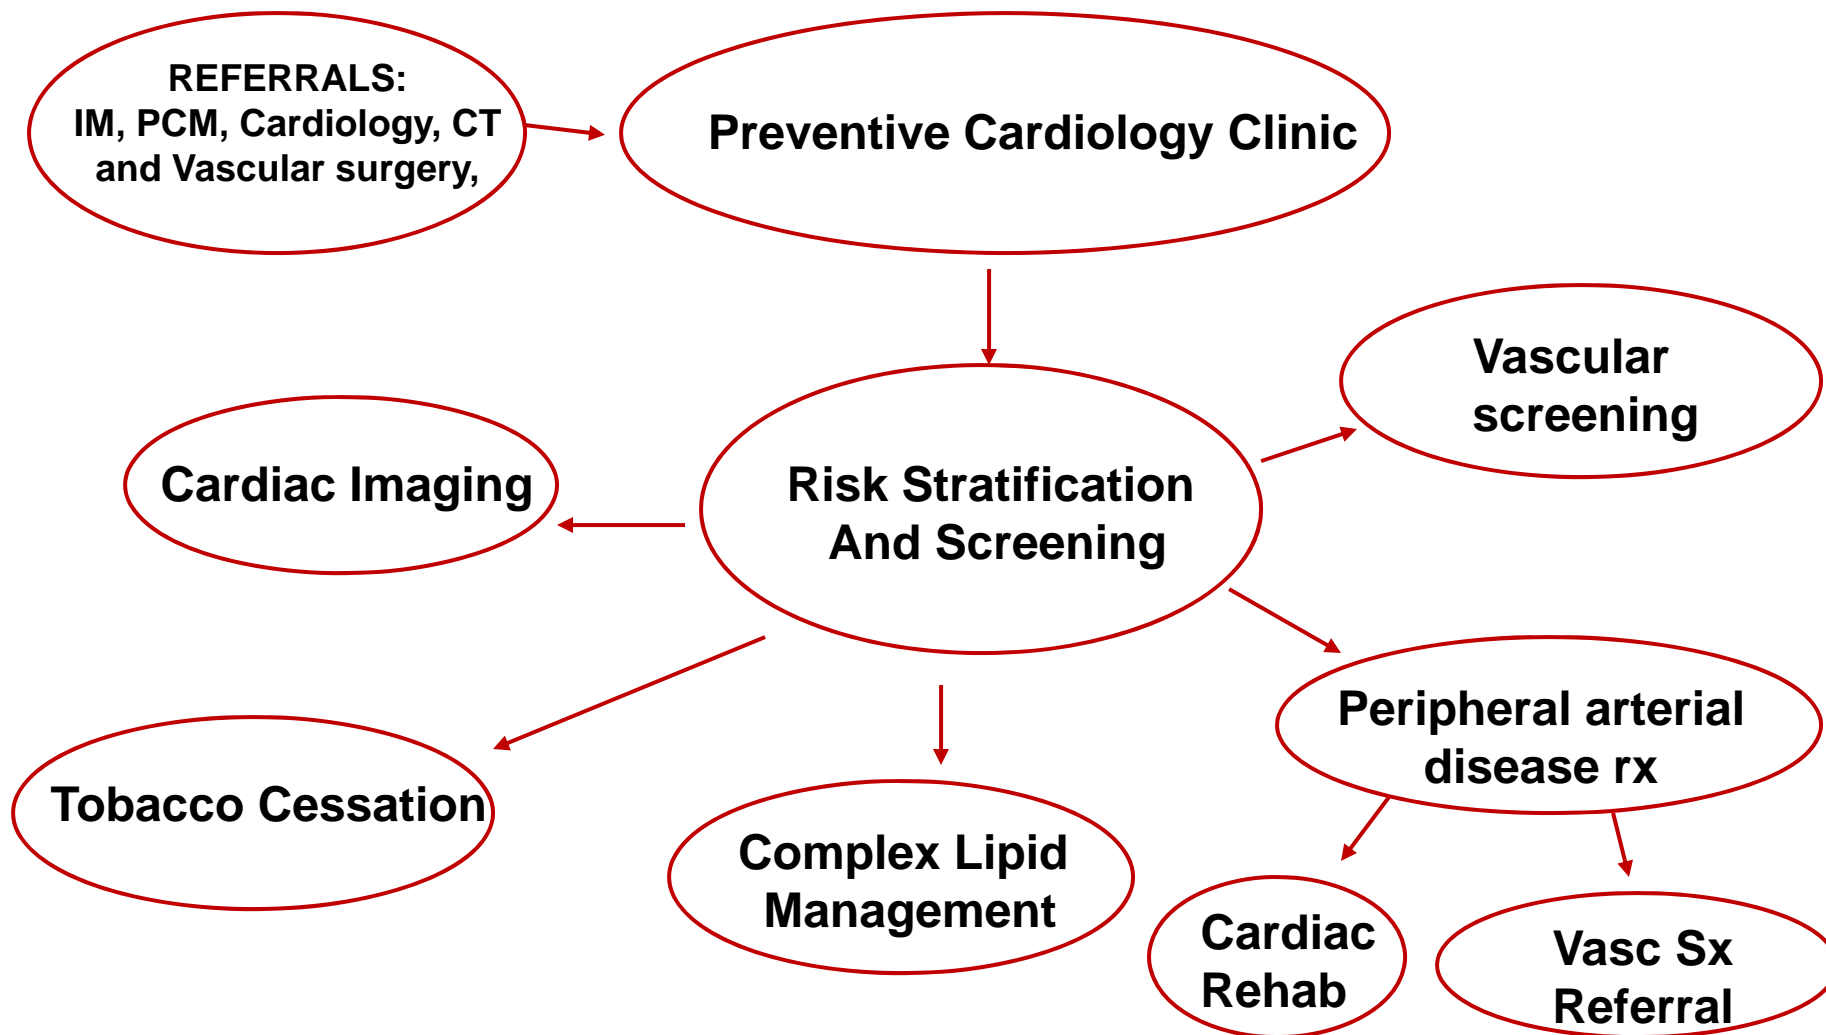 REFERRALS:
IM, PCM, Cardiology, CT
and Vascular surgery,
Preventive Cardiology Clinic
Vascular
screening
Cardiac Imaging
Risk Stratification
And Screening
Peripheral arterial
disease rx
Tobacco Cessation
Complex Lipid
Management
Cardiac
Rehab
Vasc Sx
Referral